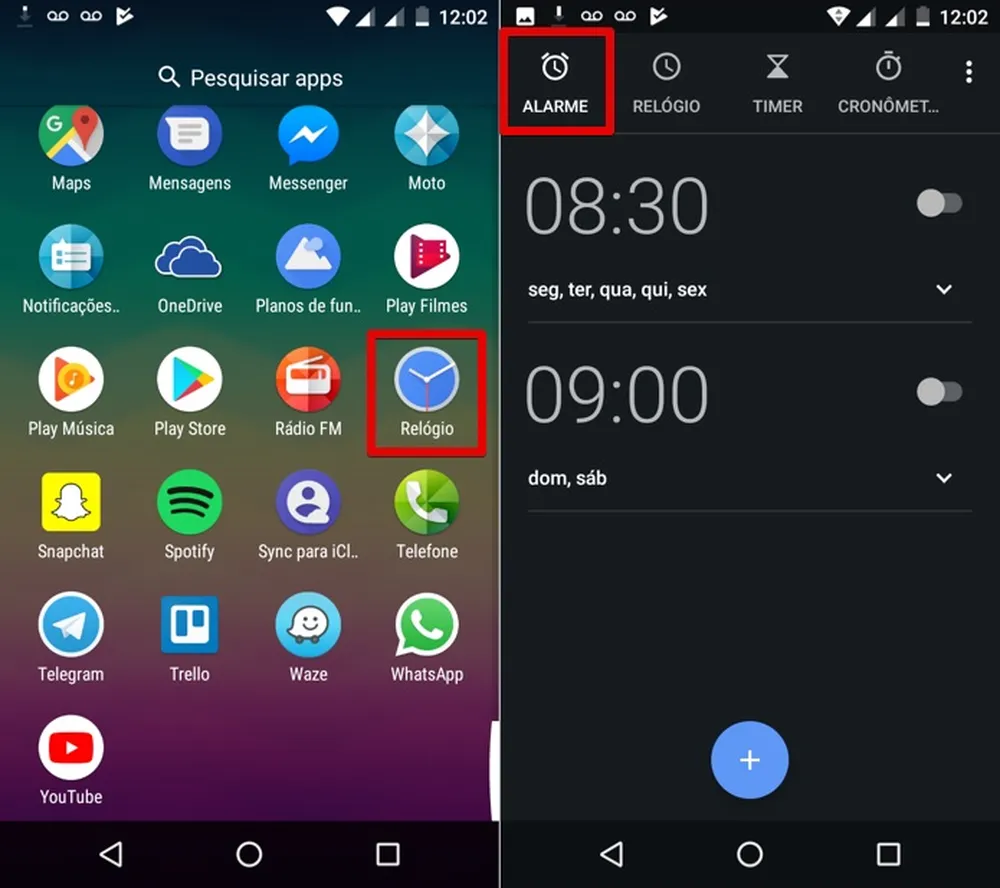 12:02
Pesquisar apps
Maps
Mensagens
Messenger
Moto
Notificações..
OneDrive
Planos de fun..
Play Filmes
Play Música
Play Store
Rádio FM
Relógio
Snapchat
Spotify
Sync para iCl..
Telefone
Telegram
Trello
Waze
WhatsApp
YouTube
12:02
ALARME
RELÓGIO
TIMER
CRONÔMET...
08:30
seg, ter, qua, qui, sex
09:00
dom, sáb